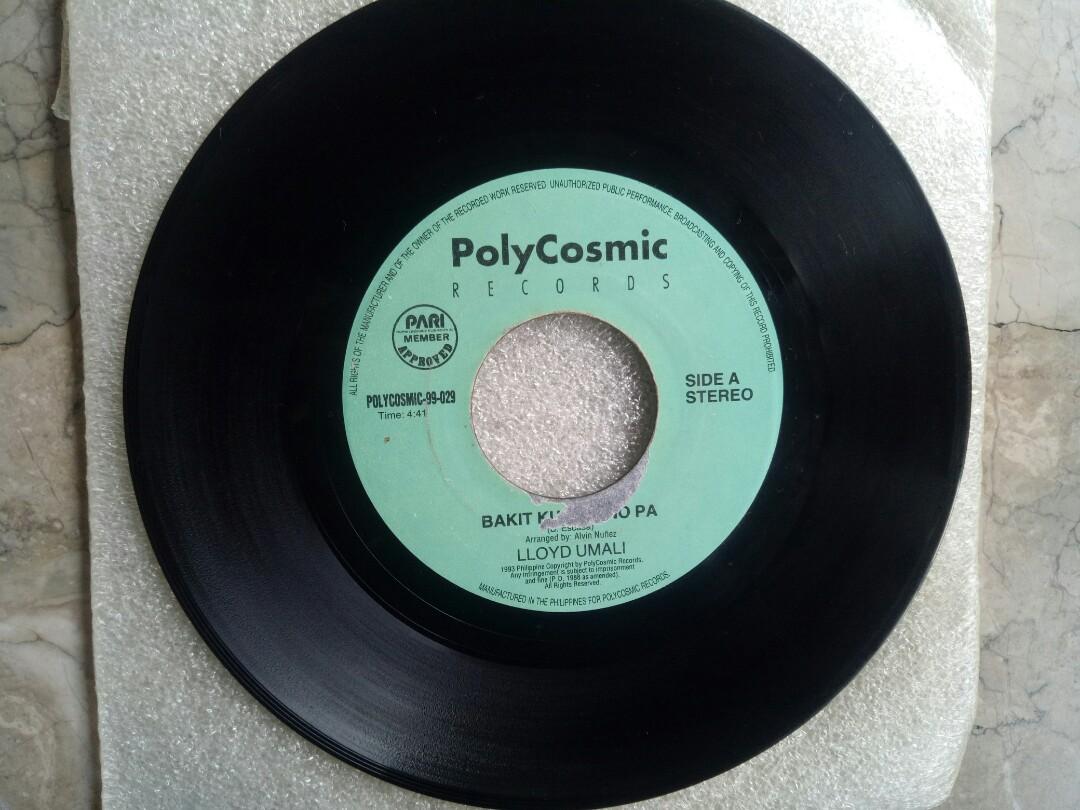 ALL RIGHTS OF THE MANUFACTURER AND OF THE OWNER OF THE RECORDED WORK RESERVED UNAUTHORIZED PUBLIC PERFORMANCE, BROADCASTING AND COPYING OF THIS RECORD PROHIBITED.
PolyCosmic
RECORDS
PARI
MEMBER
APPROVED
POLYCOSMIC-99-029
Time: 4:41
SIDE A
STEREO
BAKIT PA
Arranged by: Alvin Nuñez
LLOYD UMALI
1993 Philippine Copyright by PolyCosmic Records.
Any infringement is subject to imprisonment
and fine (P.D. 1988 as amended).
All Rights Reserved.
MANUFACTURED IN THE PHILIPPINES FOR POLYCOSMIC RECORDS.